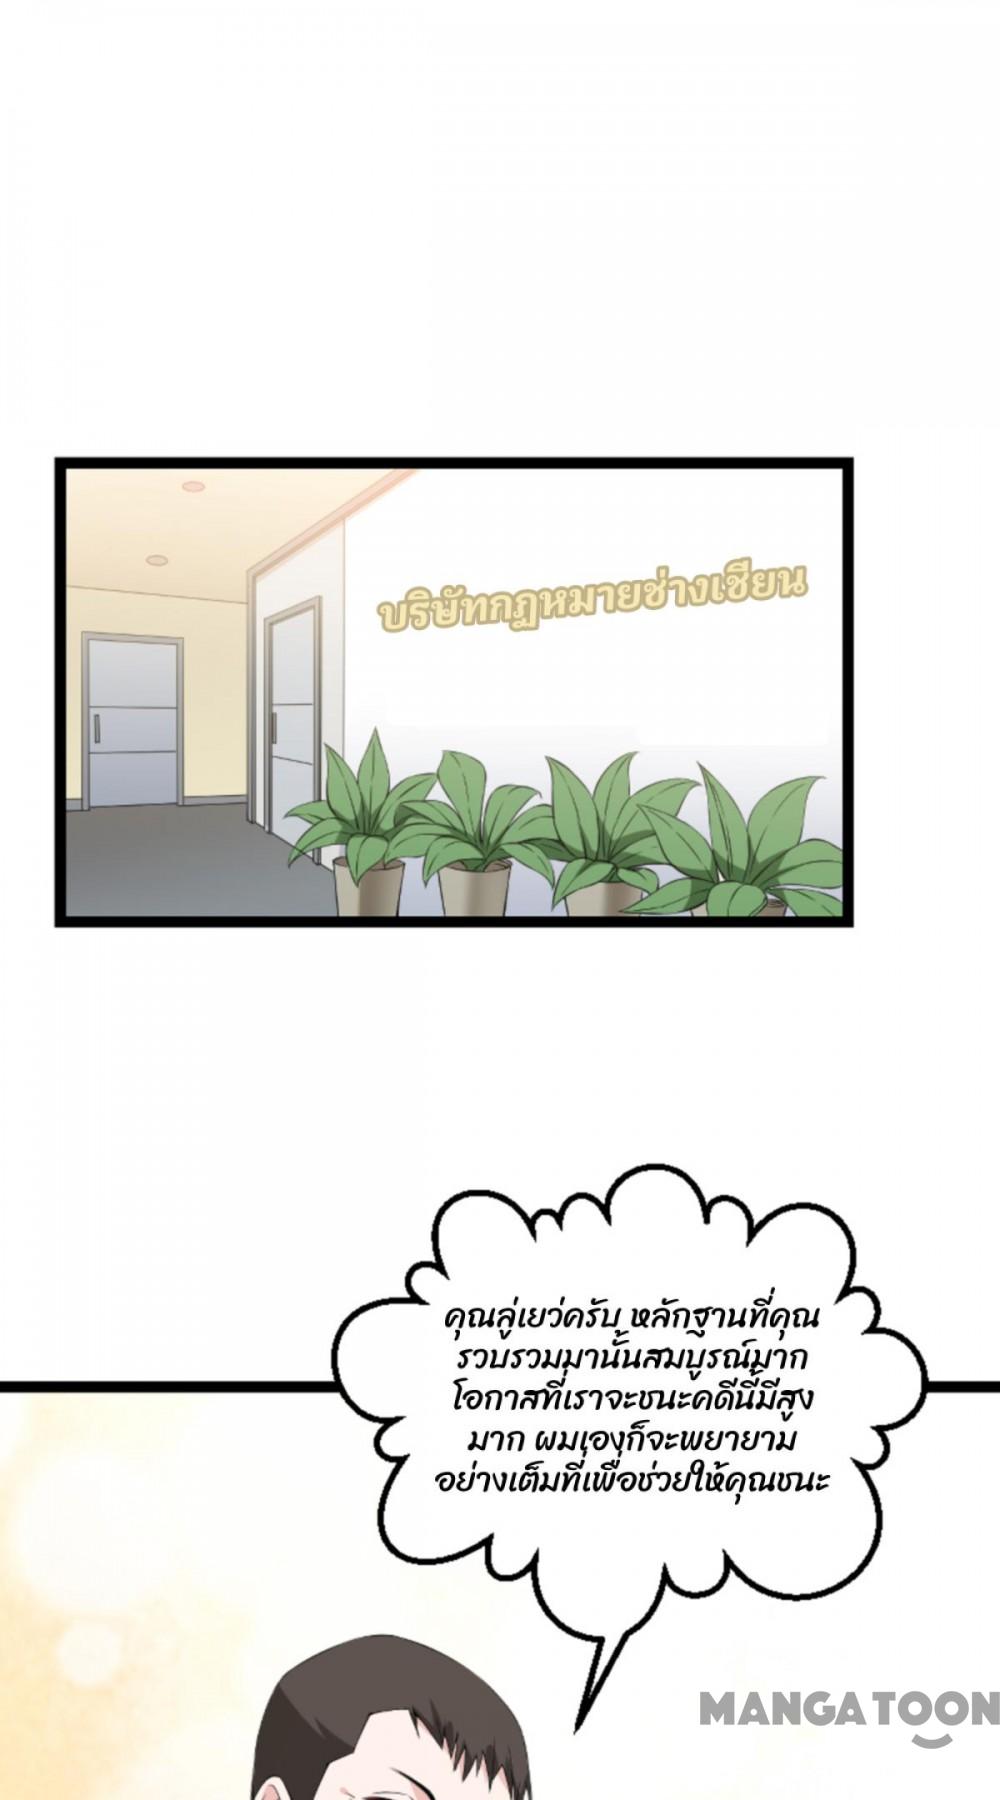 บริษัทกฎหมายช่างเซียน
คุณลู่เยว่ครับ หลักฐานที่คุณ
รวบรวมมานั้นสมบูรณ์มาก
โอกาสที่เราจะชนะคดีนี้มีสูง
มาก ผมเองก็จะพยายาม
อย่างเต็มที่เพื่อช่วยให้คุณชนะ
MANGATOON